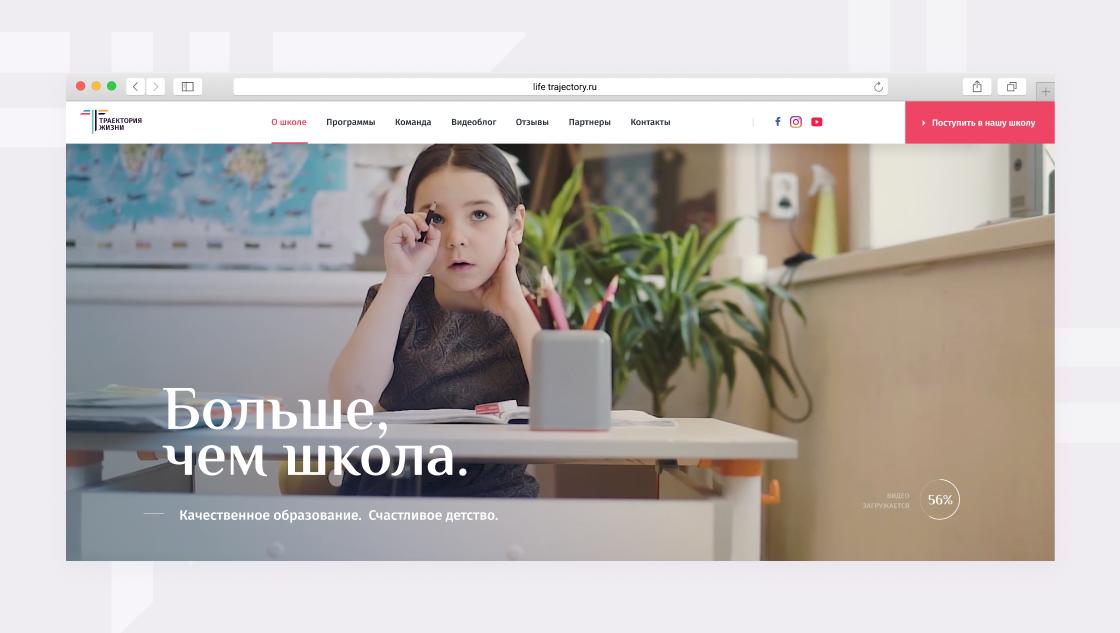 life trajectory.ru
ТРАЕКТОРИЯ
ЖИЗНИ
О школе
Программы
Команда
Видеоблог
Отзывы
Партнеры
Контакты
Поступить в нашу школу
Больше,
чем школа.
Качественное образование. Счастливое детство.
ВИДЕО
ЗАГРУЖАЕТСЯ
56%